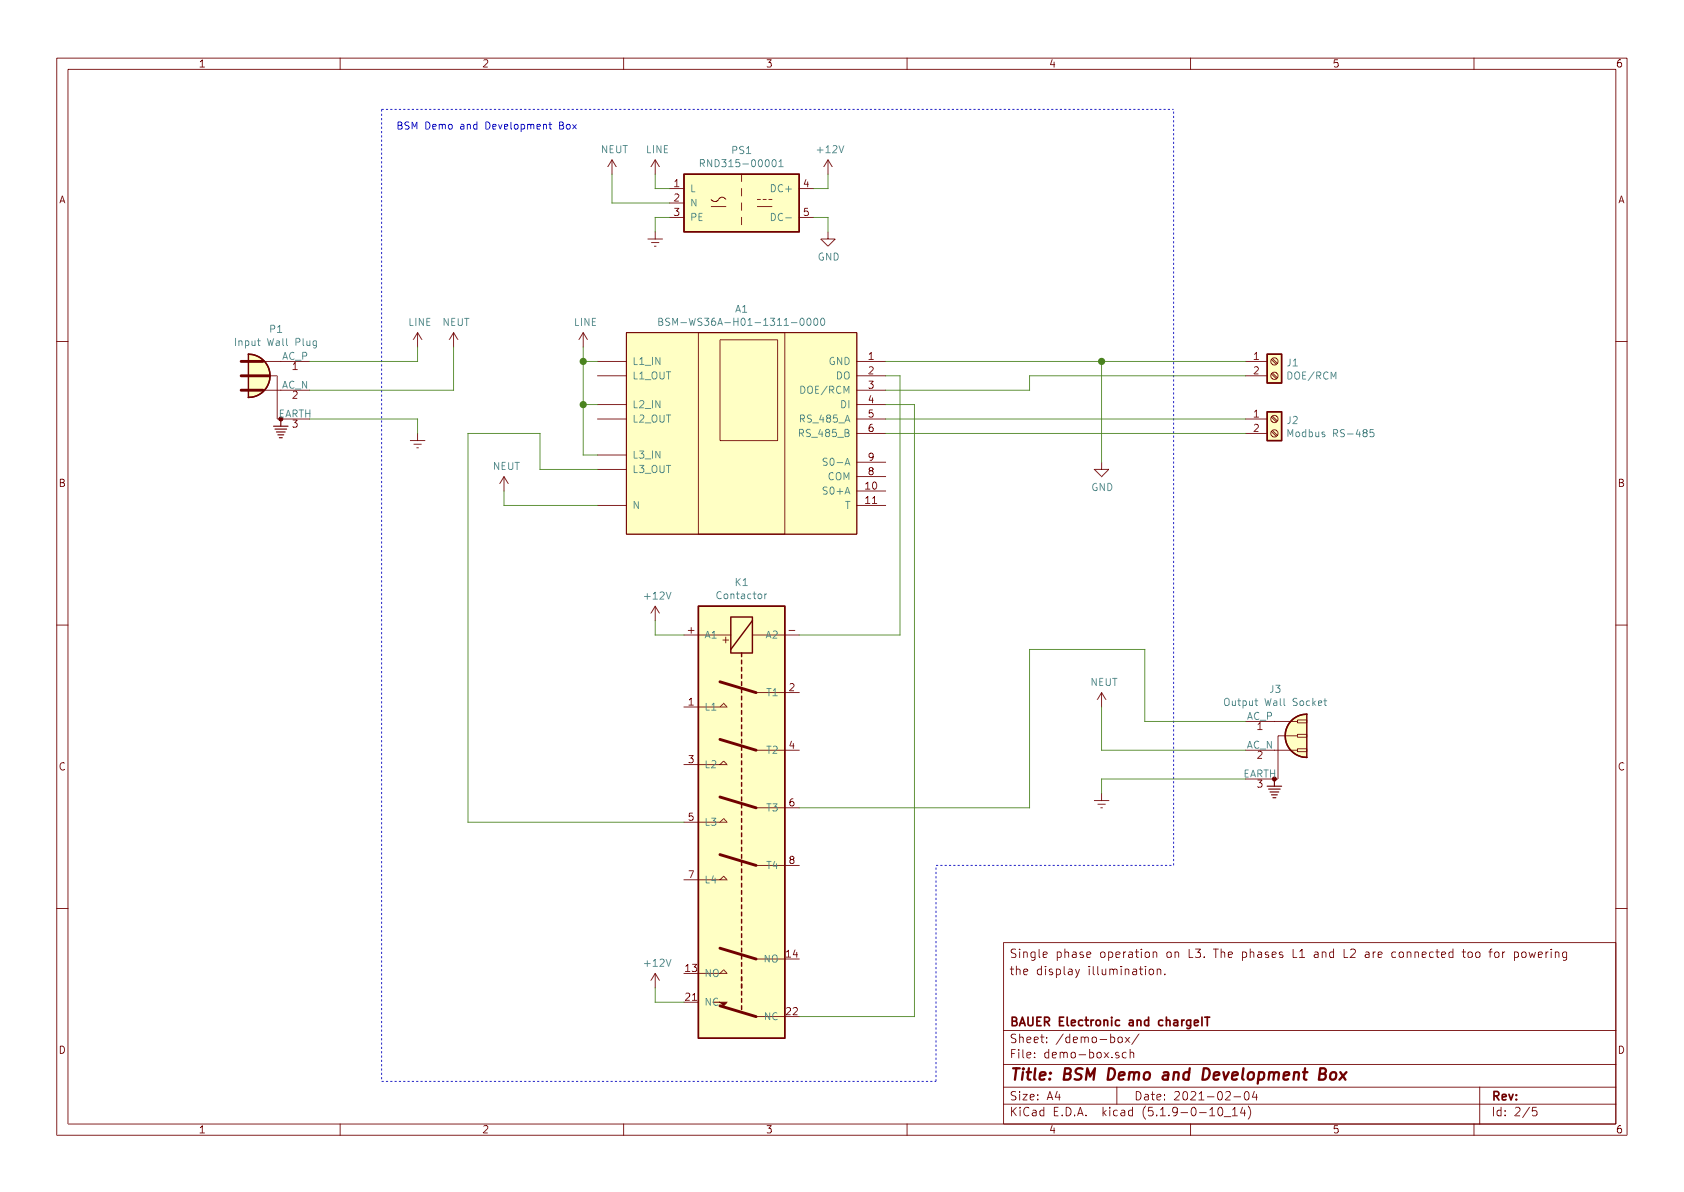 1 2 3 4 5 6
A A
BSM Demo and Development Box
NEUT LINE PS1 +12V
RND315-00001
1 L DC+ 4
2 N
3 PE DC- 5
GND
LINE NEUT LINE A1
BSM-WS36A-H01-1311-0000
P1
Input Wall Plug
AC_P
1
AC_N
2
EARTH
3
L1_IN GND 1
L1_OUT DO 2
DOE/RCM 3
L2_IN DI 4
L2_OUT RS_485_A 5
RS_485_B 6
L3_IN S0-A 9
L3_OUT COM 8
S0+A 10
N T 11
NEUT
1 J1
2 DOE/RCM
1 J2
2 Modbus RS-485
GND
B B
K1
Contactor
+12V
+ A1 + A2 -
T1 2
1 L1
T2 4
3 L2
T3 6
5 L3
T4 8
7 L4
NO 14
+12V
13 NO
21 NC
NC 22
NEUT
J3
Output Wall Socket
AC_P
1
AC_N
2
EARTH
3
C C
Single phase operation on L3. The phases L1 and L2 are connected too for powering
the display illumination.
BAUER Electronic and chargeIT
Sheet: /demo-box/
File: demo-box.sch
Title: BSM Demo and Development Box
Size: A4 Date: 2021-02-04 Rev:
KiCad E.D.A. kicad (5.1.9-0-10_14) Id: 2/5
D D
1 2 3 4 5 6